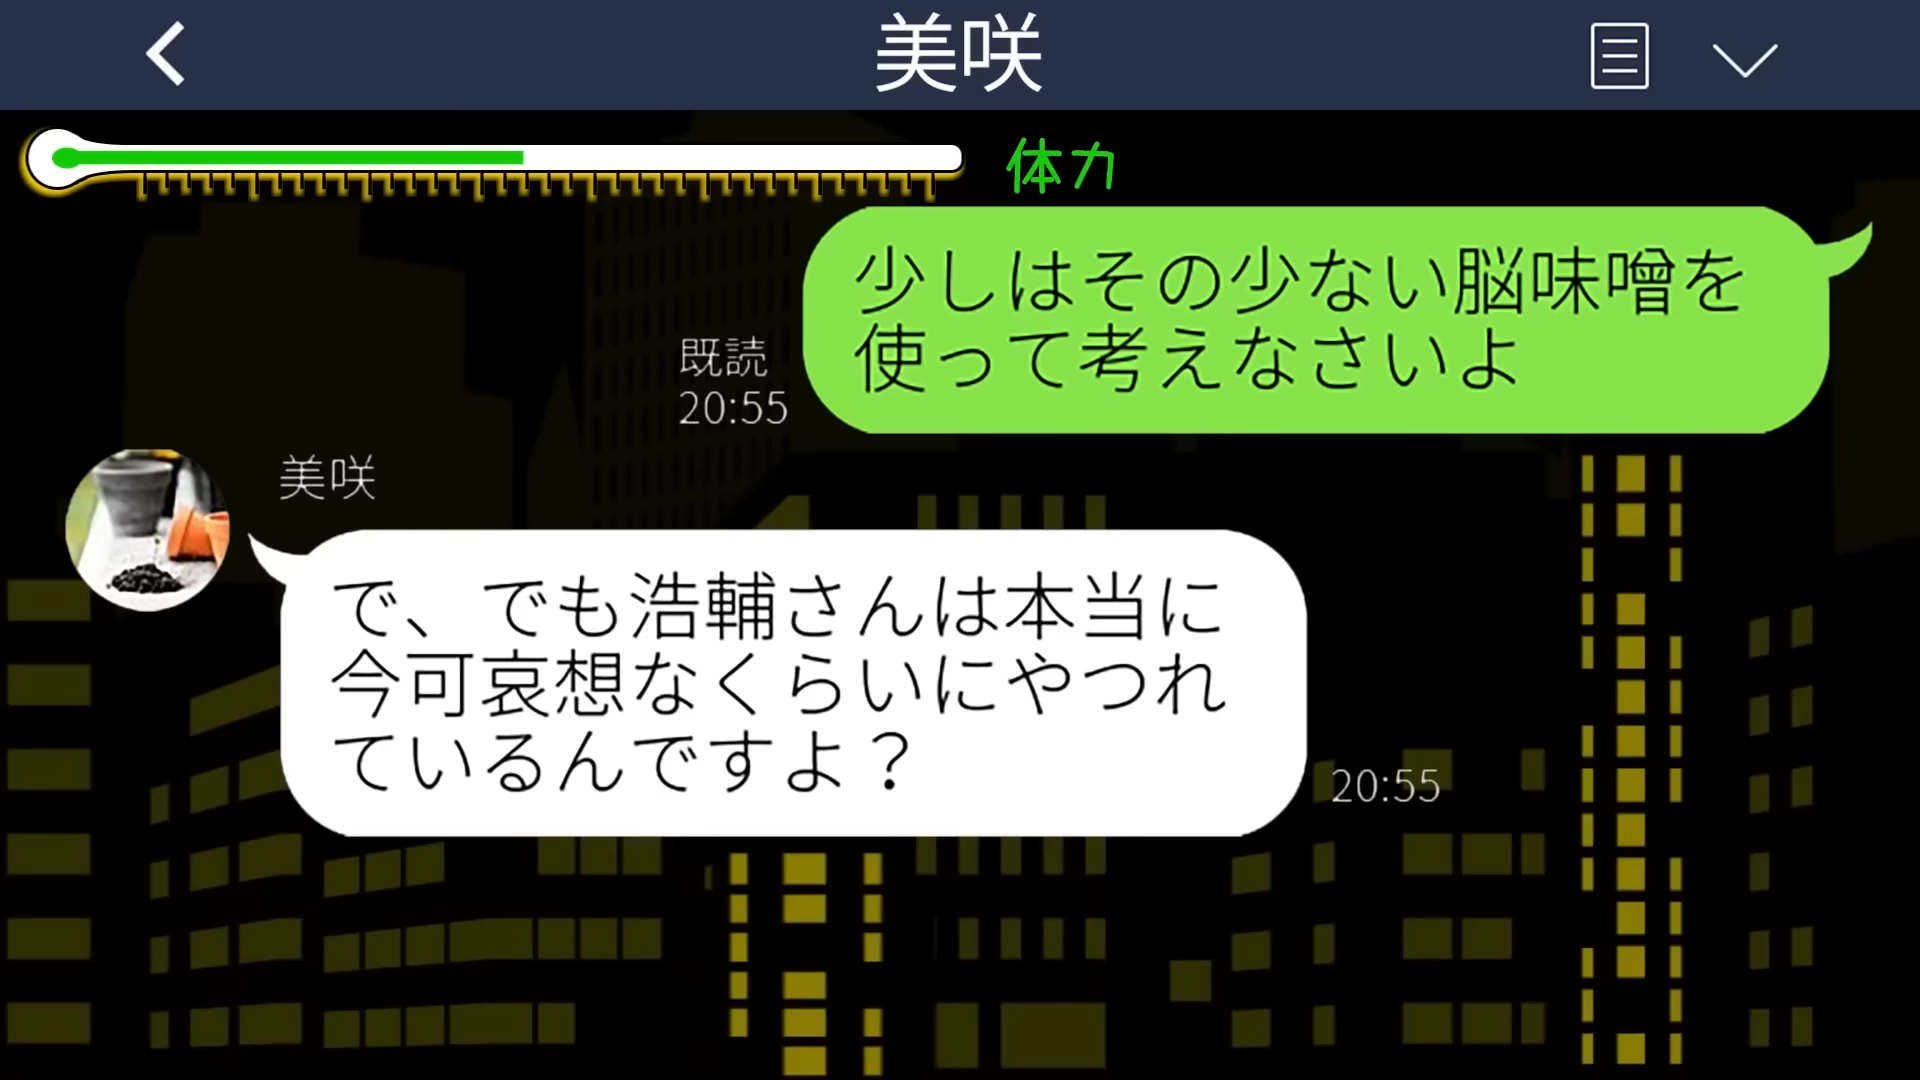 美咲
体力
少しはその少ない脳味噌を
使って考えなさいよ
既読
20:55
美咲
で、でも浩輔さんは本当に
今可哀想なくらいにやつれ
ているんですよ？
20:55